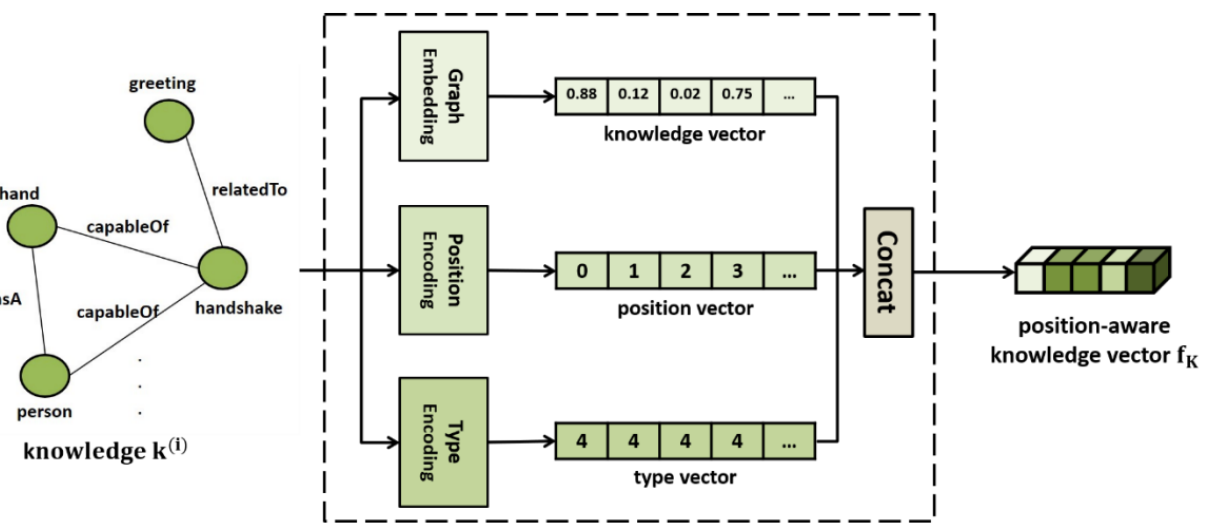 greeting
relatedTo
hand
capableOf
asA
capableOf
handshake
person
.
.
.
knowledge k⁽ⁱ⁾
Graph
Embedding
0.88 0.12 0.02 0.75 ...
knowledge vector
Position
Encoding
0 1 2 3 ...
position vector
Type
Encoding
4 4 4 4 ...
type vector
Concat
position-aware
knowledge vector f_K